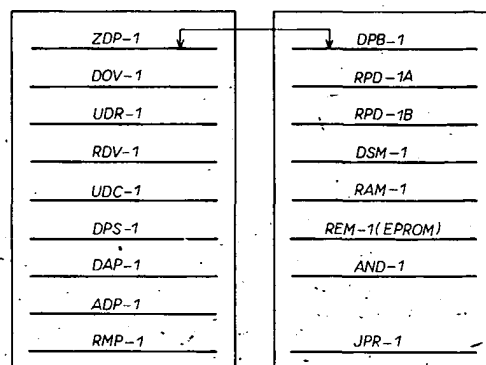 ZDP-1
DOV-1
UDR-1
RDV-1
UDC-1
DPS-1
DAP-1
ADP-1
RMP-1
DPB-1
RPD-1A
RPD-1B
DSM-1
RAM-1
REM-1(EPROM)
AND-1
JPR-1